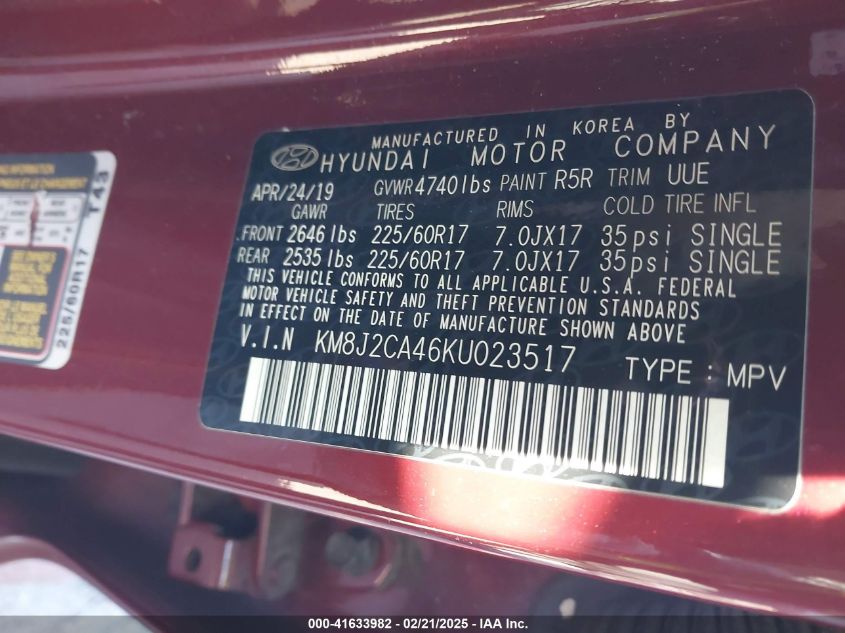 MANUFACTURED IN KOREA BY
HYUNDAI MOTOR COMPANY
APR/24/19 GVWR 4740 lbs PAINT R5R TRIM UUE
GAWR TIRES RIMS COLD TIRE INFL
FRONT 2646 lbs 225/60R17 7.0JX17 35psi SINGLE
REAR 2535 lbs 225/60R17 7.0JX17 35psi SINGLE
THIS VEHICLE CONFORMS TO ALL APPLICABLE U.S.A. FEDERAL
MOTOR VEHICLE SAFETY AND THEFT PREVENTION STANDARDS
IN EFFECT ON THE DATE OF MANUFACTURE SHOWN ABOVE
V.I.N KM8J2CA46KU023517 TYPE : MPV
225/60R17 T43
000-41633982 / 02/21/2025 - IAA Inc.